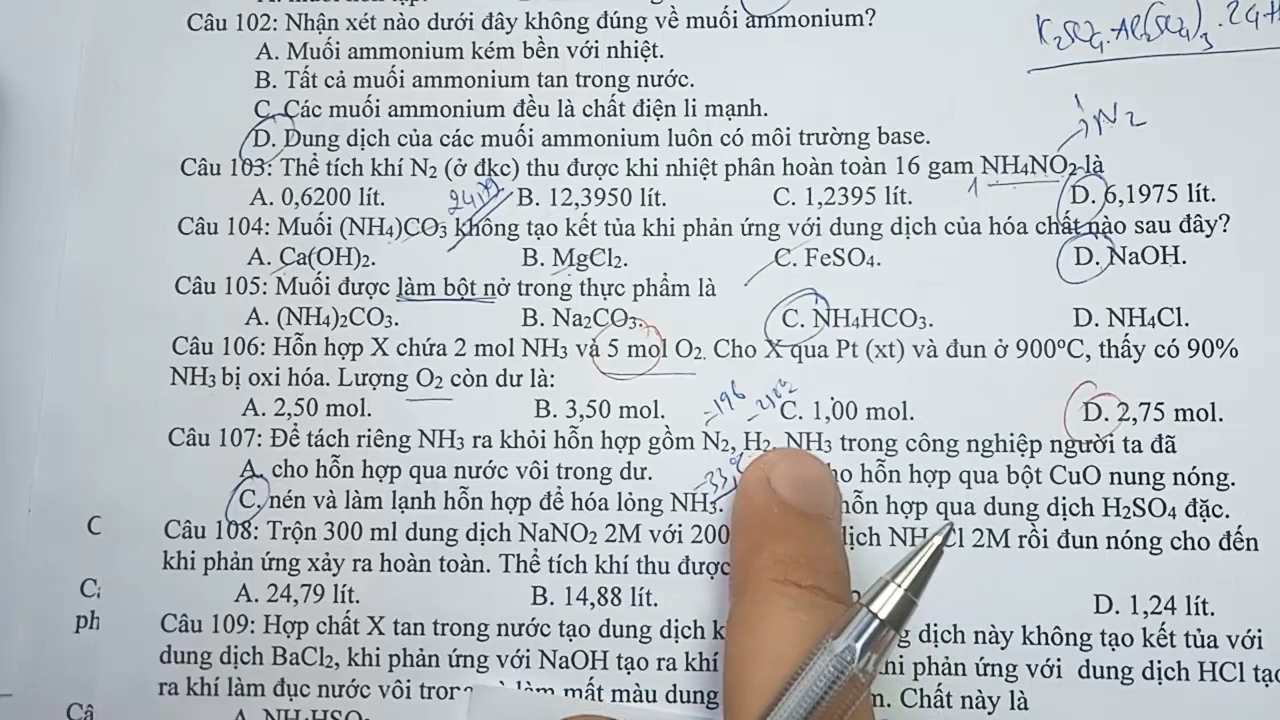 Câu 102: Nhận xét nào dưới đây không đúng về muối ammonium?
K₂SO₄.Al₂(SO₄)₃.24H
A. Muối ammonium kém bền với nhiệt.
B. Tất cả muối ammonium tan trong nước.
C. Các muối ammonium đều là chất điện li mạnh.
N₂
D. Dung dịch của các muối ammonium luôn có môi trường base.
Câu 103: Thể tích khí N₂ (ở đkc) thu được khi nhiệt phân hoàn toàn 16 gam NH₄NO₂ là
A. 0,6200 lít. B. 12,3950 lít. C. 1,2395 lít. D. 6,1975 lít.
Câu 104: Muối (NH₄)CO₃ không tạo kết tủa khi phản ứng với dung dịch của hóa chất nào sau đây?
A. Ca(OH)₂. B. MgCl₂. C. FeSO₄. D. NaOH.
Câu 105: Muối được làm bột nở trong thực phẩm là
A. (NH₄)₂CO₃. B. Na₂CO₃. C. NH₄HCO₃. D. NH₄Cl.
Câu 106: Hỗn hợp X chứa 2 mol NH₃ và 5 mol O₂. Cho X qua Pt (xt) và đun ở 900°C, thấy có 90%
NH₃ bị oxi hóa. Lượng O₂ còn dư là:
-196
A. 2,50 mol. B. 3,50 mol. C. 1,00 mol. D. 2,75 mol.
Câu 107: Để tách riêng NH₃ ra khỏi hỗn hợp gồm N₂, H₂, NH₃ trong công nghiệp người ta đã
A. cho hỗn hợp qua nước vôi trong dư. ho hỗn hợp qua bột CuO nung nóng.
-33
C. nén và làm lạnh hỗn hợp để hóa lỏng NH₃. hỗn hợp qua dung dịch H₂SO₄ đặc.
C
Câu 108: Trộn 300 ml dung dịch NaNO₂ 2M với 200 dịch NH₄Cl 2M rồi đun nóng cho đến
khi phản ứng xảy ra hoàn toàn. Thể tích khí thu được
A. 24,79 lít. B. 14,88 lít. D. 1,24 lít.
ph
Câu 109: Hợp chất X tan trong nước tạo dung dịch k g dịch này không tạo kết tủa với
dung dịch BaCl₂, khi phản ứng với NaOH tạo ra khí hi phản ứng với dung dịch HCl tạo
ra khí làm đục nước vôi làm mất màu dung n. Chất này là
Câ
A. NH₄HSO₃